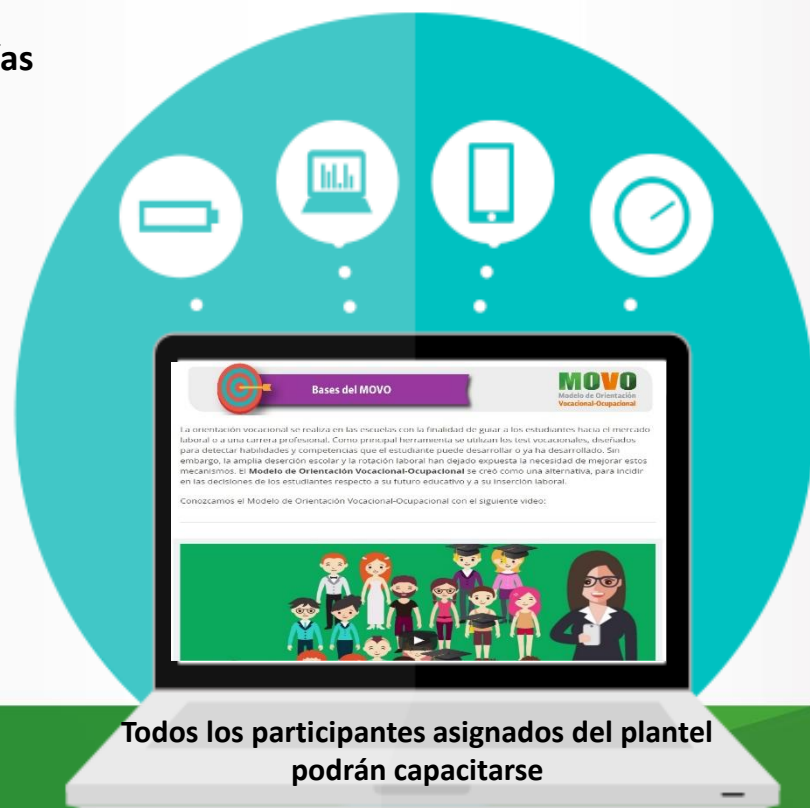 as
Bases del MOVO
MOVO
Modelo de Orientación
Vocacional-Ocupacional
La orientación vocacional se realiza en las escuelas con la finalidad de guiar a los estudiantes hacia el mercado
laboral o a una carrera profesional. Como principal herramienta se utilizan los test vocacionales, diseñados
para detectar habilidades y competencias que el estudiante puede desarrollar o ya ha desarrollado. Sin
embargo, la amplia deserción escolar y la rotación laboral han dejado expuesta la necesidad de mejorar estos
mecanismos. El Modelo de Orientación Vocacional-Ocupacional se creó como una alternativa, para incidir
en las decisiones de los estudiantes respecto a su futuro educativo y a su inserción laboral.
Conozcamos el Modelo de Orientación Vocacional-Ocupacional con el siguiente video:
Todos los participantes asignados del plantel
podrán capacitarse